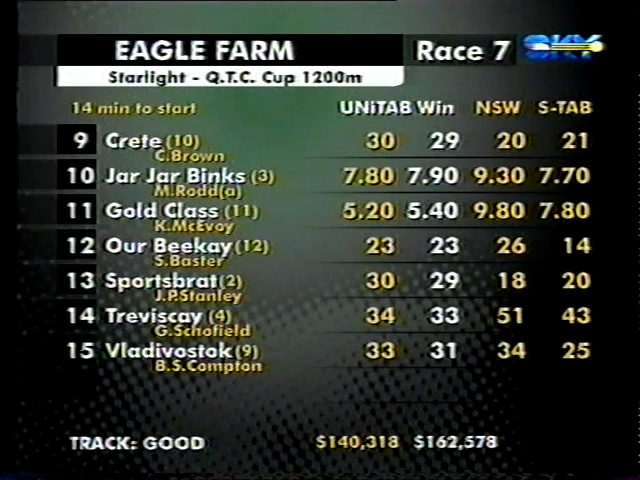 EAGLE FARM Race 7 SKY
Starlight - Q.T.C. Cup 1200m
14 min to start UNiTAB Win NSW S-TAB
9 Crete (10) 30 29 20 21
C.Brown
10 Jar Jar Binks (3) 7.80 7.90 9.30 7.70
M.Rodd(a)
11 Gold Class (11) 5.20 5.40 9.80 7.80
K.McEvoy
12 Our Beekay (12) 23 23 26 14
S.Baster
13 Sportsbrat (2) 30 29 18 20
J.P.Stanley
14 Treviscay (4) 34 33 51 43
G.Schofield
15 Vladivostok (9) 33 31 34 25
B.S.Compton
TRACK: GOOD $140,318 $162,578